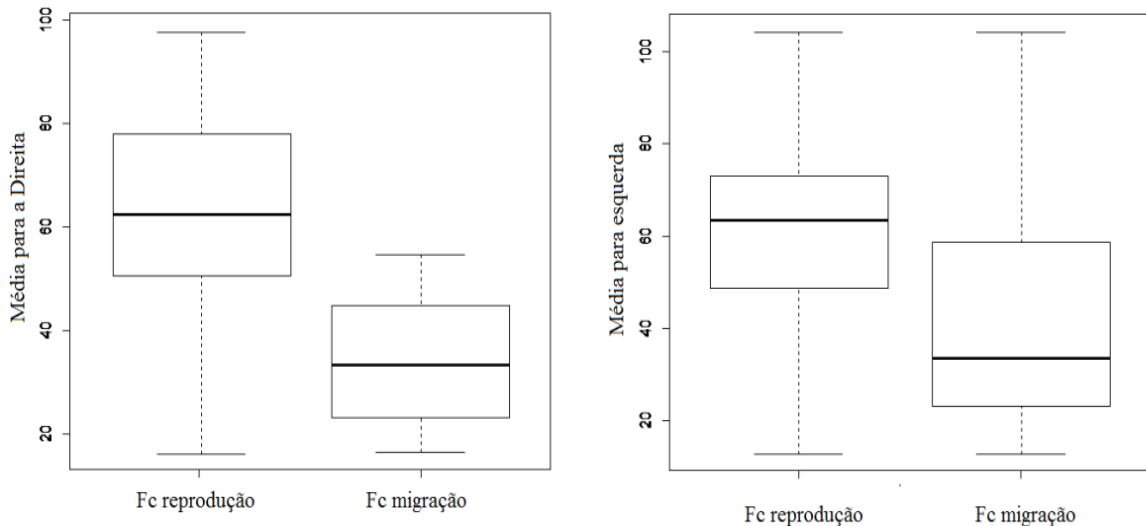 Média para a Direita
100
80
60
40
20
Fc reprodução
Fc migração
Média para esquerda
100
80
60
40
20
Fc reprodução
Fc migração